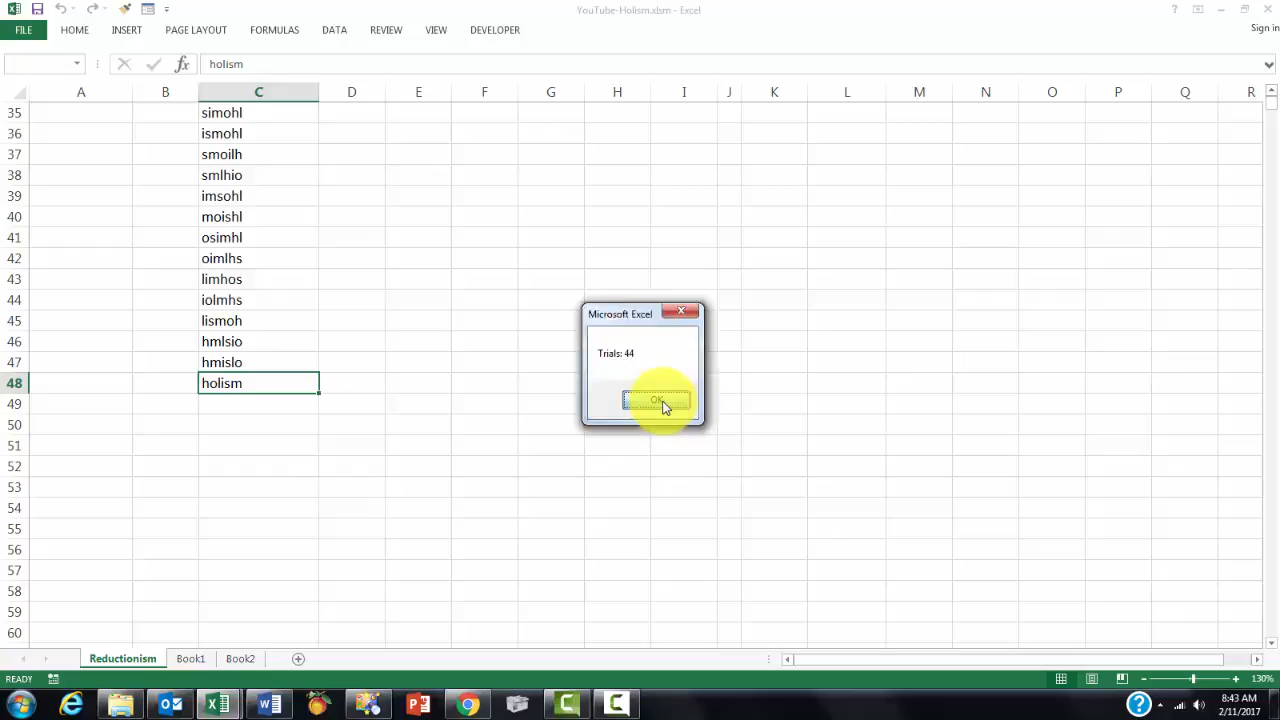 YouTube-Holism.xlsm - Excel
FILE HOME INSERT PAGE LAYOUT FORMULAS DATA REVIEW VIEW DEVELOPER Sign in
fx holism
A B C D E F G H I J K L M N O P Q R
35 simohl
36 ismohl
37 smoilh
38 smlhio
39 imsohl
40 moishl
41 osimhl
42 oimlhs
43 limhos
44 iolmhs
45 lismoh
46 hmlsio
47 hmislo
48 holism
49
50
51
52
53
54
55
56
57
58
59
60
Microsoft Excel
Trials: 44
OK
Reductionism Book1 Book2
READY 130%
8:43 AM
2/11/2017